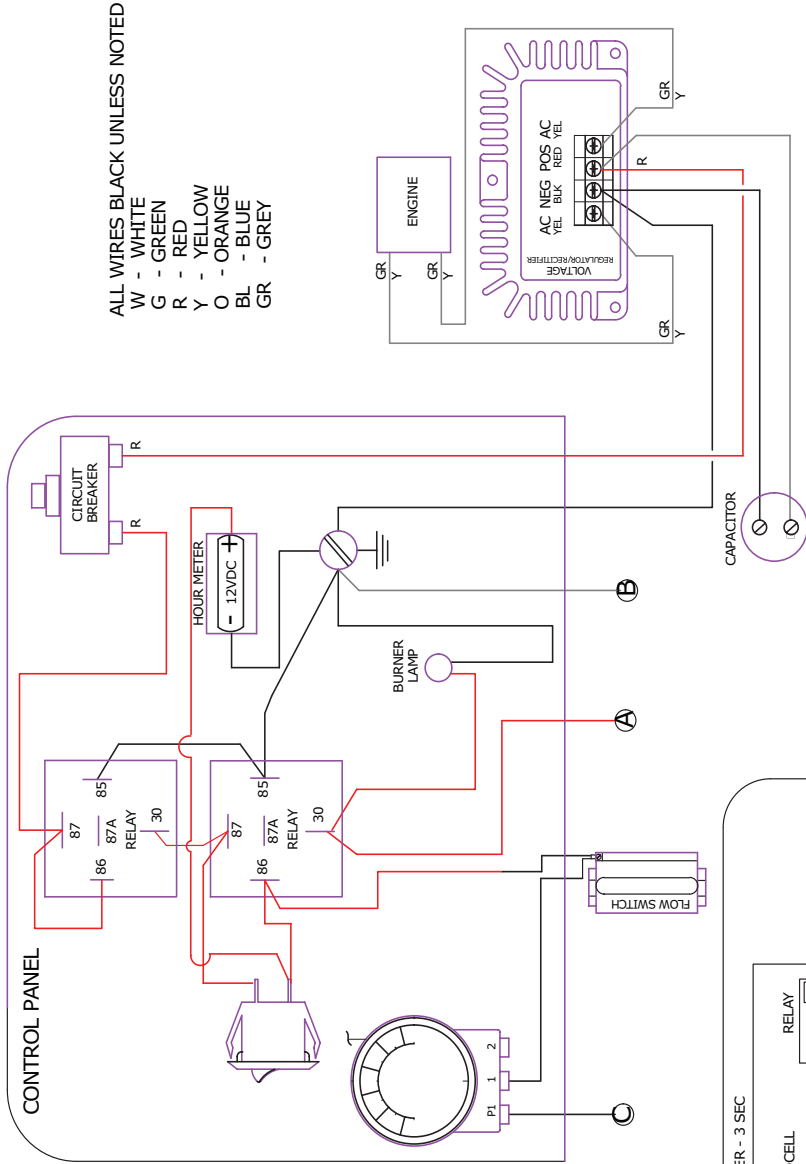 CONTROL PANEL
ALL WIRES BLACK UNLESS NOTED
W - WHITE
G - GREEN
R - RED
Y - YELLOW
O - ORANGE
BL - BLUE
GR - GREY
CIRCUIT
BREAKER
R
R
HOUR METER
- 12VDC +
87
87A
RELAY
86
85
30
87
87A
RELAY
86
85
30
BURNER
LAMP
P1
1
2
A
B
C
FLOW SWITCH
ENGINE
GR
Y
GR
Y
AC NEG POS AC
YEL BLK RED YEL
VOLTAGE
REGULATOR/RECTIFIER
GR
Y
GR
Y
R
CAPACITOR
ER - 3 SEC
RELAY
CELL